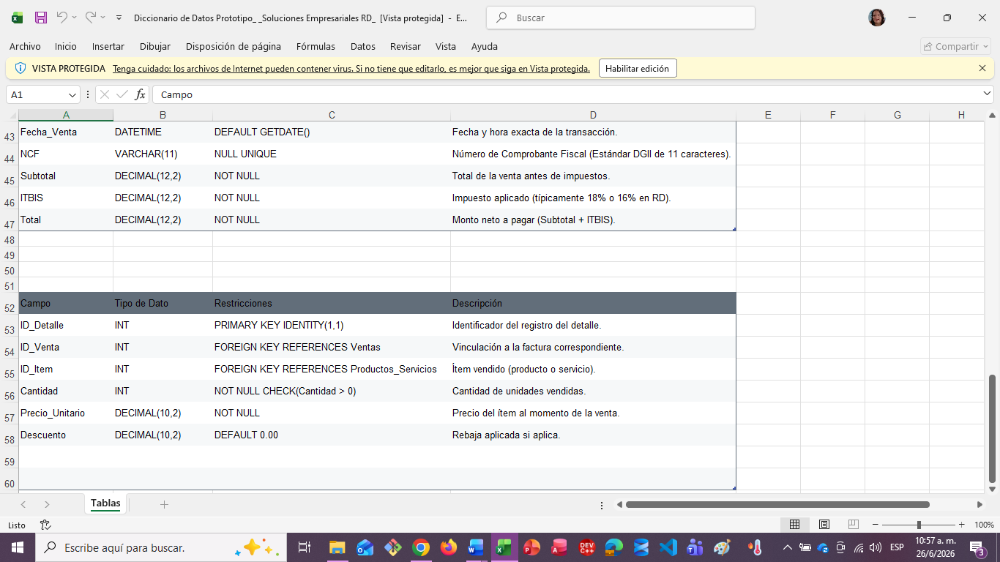 Diccionario de Datos Prototipo_ _Soluciones Empresariales RD_ [Vista protegida] - E...
Buscar
Archivo Inicio Insertar Dibujar Disposición de página Fórmulas Datos Revisar Vista Ayuda
Compartir
VISTA PROTEGIDA Tenga cuidado: los archivos de Internet pueden contener virus. Si no tiene que editarlo, es mejor que siga en Vista protegida. Habilitar edición
A1 fx Campo
A B C D E F G H
43 Fecha_Venta DATETIME DEFAULT GETDATE() Fecha y hora exacta de la transacción.
44 NCF VARCHAR(11) NULL UNIQUE Número de Comprobante Fiscal (Estándar DGII de 11 caracteres).
45 Subtotal DECIMAL(12,2) NOT NULL Total de la venta antes de impuestos.
46 ITBIS DECIMAL(12,2) NOT NULL Impuesto aplicado (típicamente 18% o 16% en RD).
47 Total DECIMAL(12,2) NOT NULL Monto neto a pagar (Subtotal + ITBIS).
48
49
50
51
52 Campo Tipo de Dato Restricciones Descripción
53 ID_Detalle INT PRIMARY KEY IDENTITY(1,1) Identificador del registro del detalle.
54 ID_Venta INT FOREIGN KEY REFERENCES Ventas Vinculación a la factura correspondiente.
55 ID_Item INT FOREIGN KEY REFERENCES Productos_Servicios Ítem vendido (producto o servicio).
56 Cantidad INT NOT NULL CHECK(Cantidad > 0) Cantidad de unidades vendidas.
57 Precio_Unitario DECIMAL(10,2) NOT NULL Precio del ítem al momento de la venta.
58 Descuento DECIMAL(10,2) DEFAULT 0.00 Rebaja aplicada si aplica.
59
60
Tablas
Listo 100%
Escribe aquí para buscar. DEV C++ ESP 10:57 a. m.
26/6/2026 3